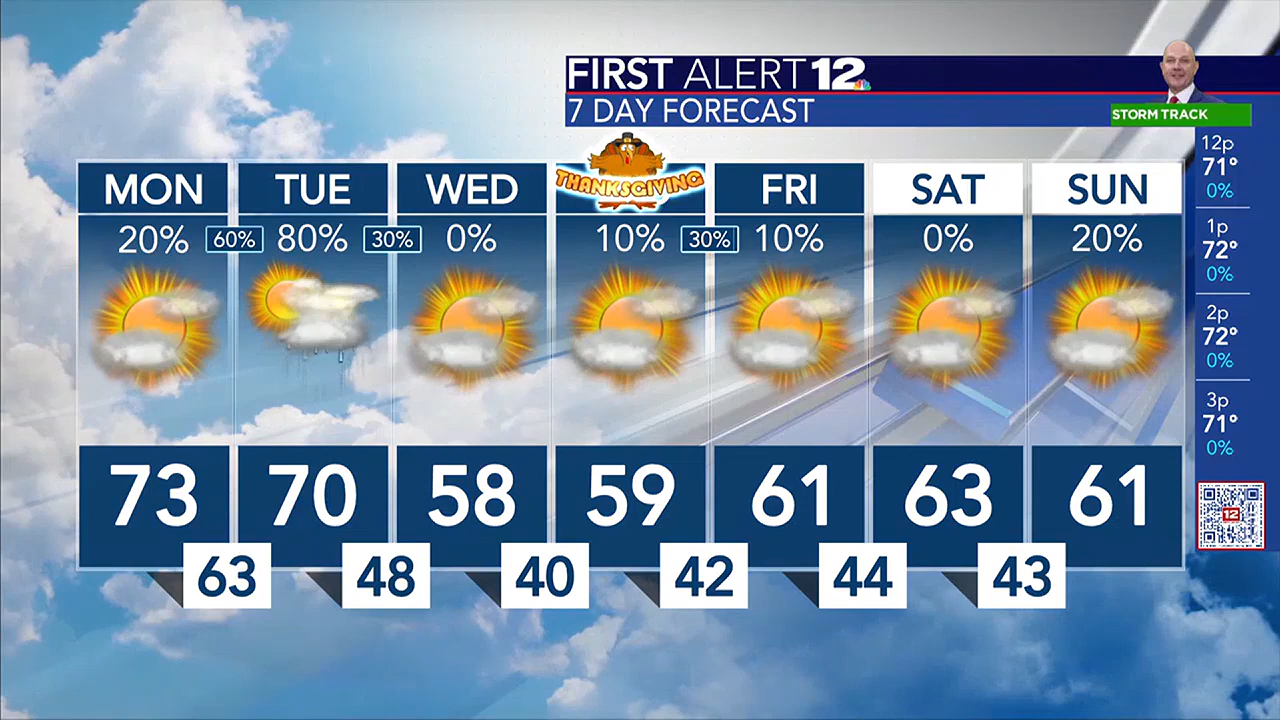 FIRST ALERT 12
7 DAY FORECAST
STORM TRACK
MON TUE WED THANKSGIVING FRI SAT SUN
20% 60% 80% 30% 0% 10% 30% 10% 0% 20%
73 70 58 59 61 63 61
63 48 40 42 44 43
12p
71°
0%
1p
72°
0%
2p
72°
0%
3p
71°
0%
12